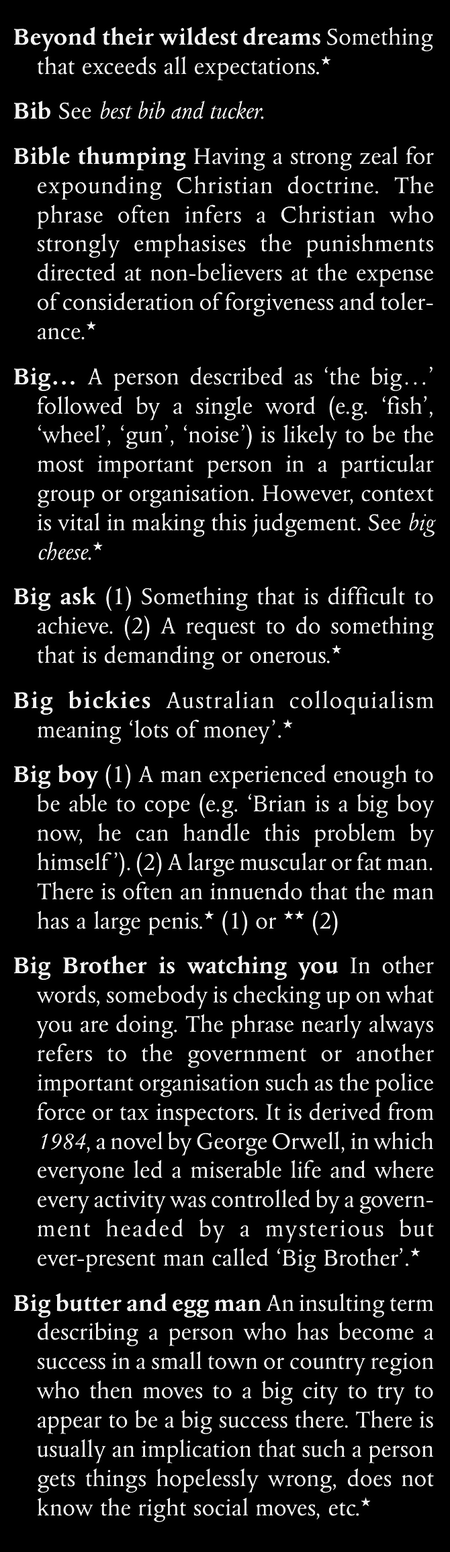 Beyond their wildest dreams Something
that exceeds all expectations.★
Bib See best bib and tucker.
Bible thumping Having a strong zeal for
expounding Christian doctrine. The
phrase often infers a Christian who
strongly emphasises the punishments
directed at non-believers at the expense
of consideration of forgiveness and toler-
ance.★
Big… A person described as ‘the big…’
followed by a single word (e.g. ‘fish’,
‘wheel’, ‘gun’, ‘noise’) is likely to be the
most important person in a particular
group or organisation. However, context
is vital in making this judgement. See big
cheese.★
Big ask (1) Something that is difficult to
achieve. (2) A request to do something
that is demanding or onerous.★
Big bickies Australian colloquialism
meaning ‘lots of money’.★
Big boy (1) A man experienced enough to
be able to cope (e.g. ‘Brian is a big boy
now, he can handle this problem by
himself’). (2) A large muscular or fat man.
There is often an innuendo that the man
has a large penis.★ (1) or ★★ (2)
Big Brother is watching you In other
words, somebody is checking up on what
you are doing. The phrase nearly always
refers to the government or another
important organisation such as the police
force or tax inspectors. It is derived from
1984, a novel by George Orwell, in which
everyone led a miserable life and where
every activity was controlled by a govern-
ment headed by a mysterious but
ever-present man called ‘Big Brother’.★
Big butter and egg man An insulting term
describing a person who has become a
success in a small town or country region
who then moves to a big city to try to
appear to be a big success there. There is
usually an implication that such a person
gets things hopelessly wrong, does not
know the right social moves, etc.★